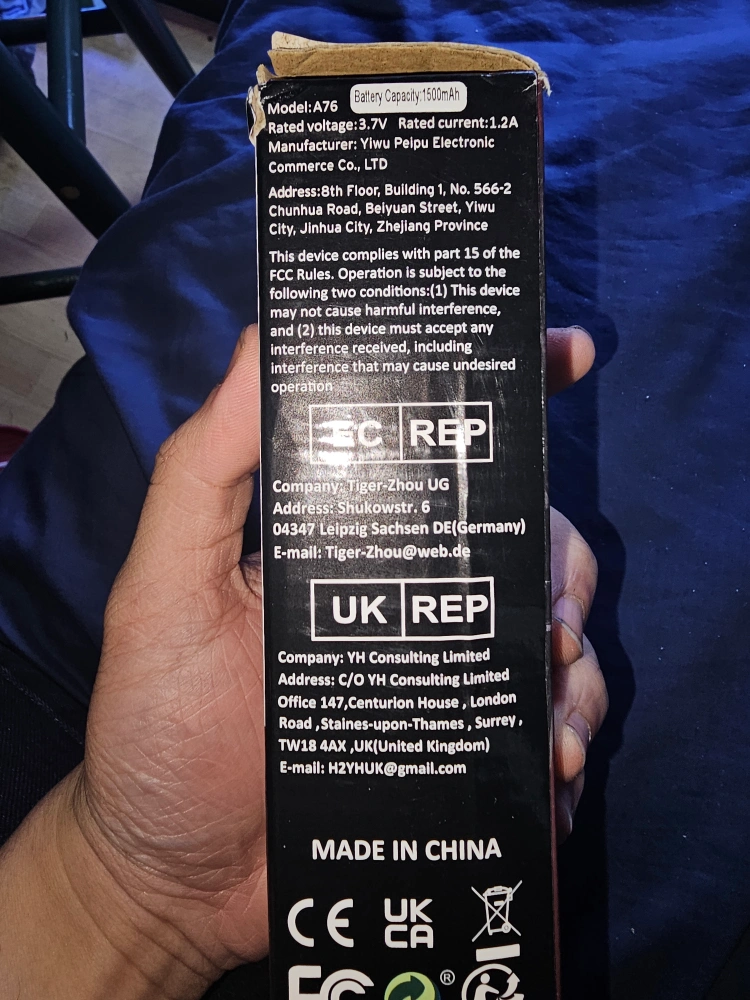 Model:A76 Battery Capacity:1500mAh
Rated voltage:3.7V Rated current:1.2A
Manufacturer: Yiwu Peipu Electronic
Commerce Co., LTD
Address:8th Floor, Building 1, No. 566-2
Chunhua Road, Beiyuan Street, Yiwu
City, Jinhua City, Zhejiang Province
This device complies with part 15 of the
FCC Rules. Operation is subject to the
following two conditions:(1) This device
may not cause harmful interference,
and (2) this device must accept any
interference received, including
interference that may cause undesired
operation
EC REP
Company: Tiger-Zhou UG
Address: Shukowstr. 6
04347 Leipzig Sachsen DE(Germany)
E-mail: Tiger-Zhou@web.de
UK REP
Company: YH Consulting Limited
Address: C/O YH Consulting Limited
Office 147,Centurion House , London
Road ,Staines-upon-Thames , Surrey ,
TW18 4AX ,UK(United Kingdom)
E-mail: H2YHUK@gmail.com
MADE IN CHINA
CE UK
CA
FC ®